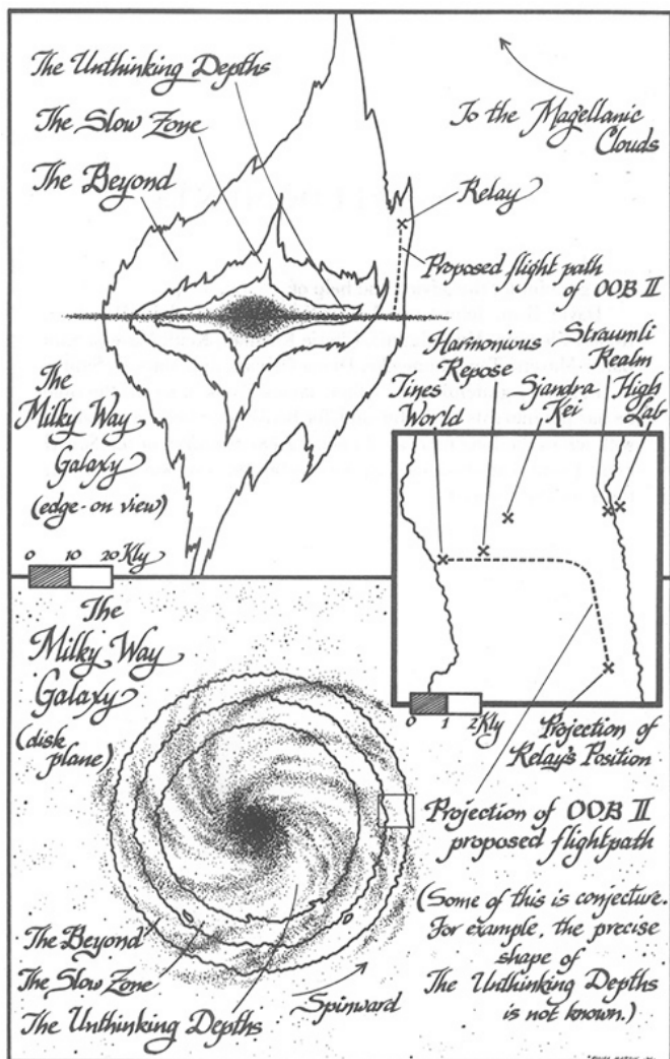 The Unthinking Depths
The Slow Zone
The Beyond
To the Magellanic
Clouds
Relay
Proposed flight path
of OOB II
The
Milky Way
Galaxy
(edge-on view)
0 10 20 Kly
Tines
World
Harmonious
Repose
Sjandra
Kei
Straumli
Realm
High
Lab
0 1 2 Kly
Projection of
Relay's Position
The
Milky Way
Galaxy
(disk
plane)
Projection of OOB II
proposed flightpath
(Some of this is conjecture.
For example, the precise
shape of
The Unthinking Depths
is not known.)
The Beyond
The Slow Zone
The Unthinking Depths
Spinward